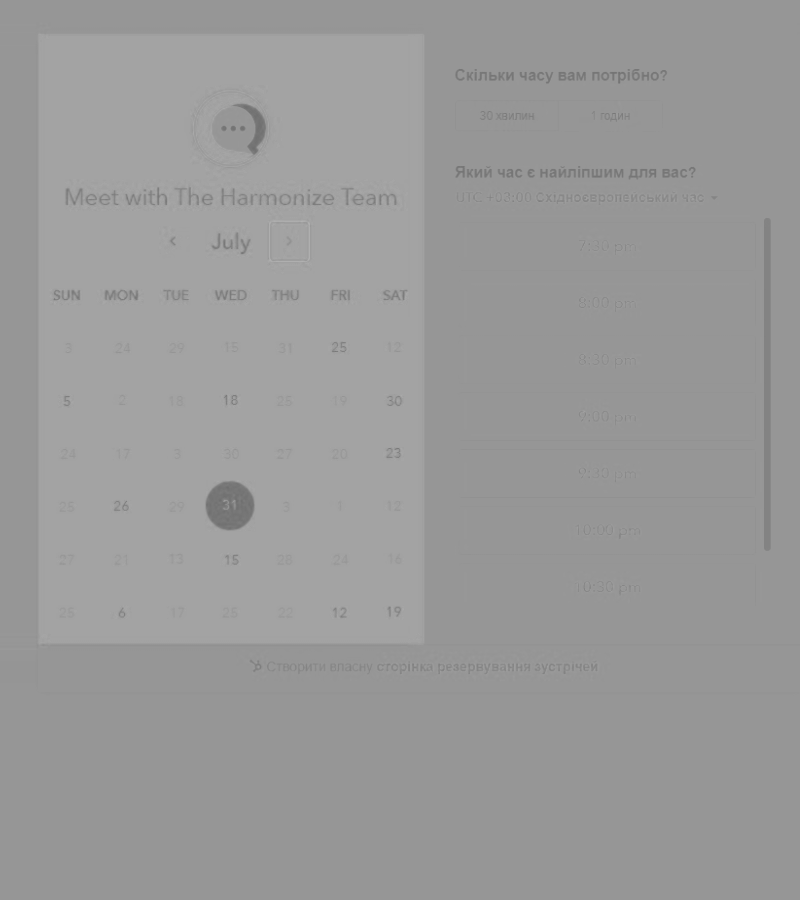 Meet with The Harmonize Team
July
SUN MON TUE WED THU FRI SAT
3 24 29 15 31 25 12
5 2 18 18 25 19 30
24 17 3 30 27 20 23
25 26 29 31 3 1 12
27 21 13 15 28 24 16
25 6 17 25 22 12 19
Скільки часу вам потрібно?
30 хвилин 1 годин
Який час є найліпшим для вас?
UTC +03:00 Східноєвропейський час
7:30 pm
8:00 pm
8:30 pm
9:00 pm
9:30 pm
10:00 pm
10:30 pm
Створити власну сторінка резервування зустрічей